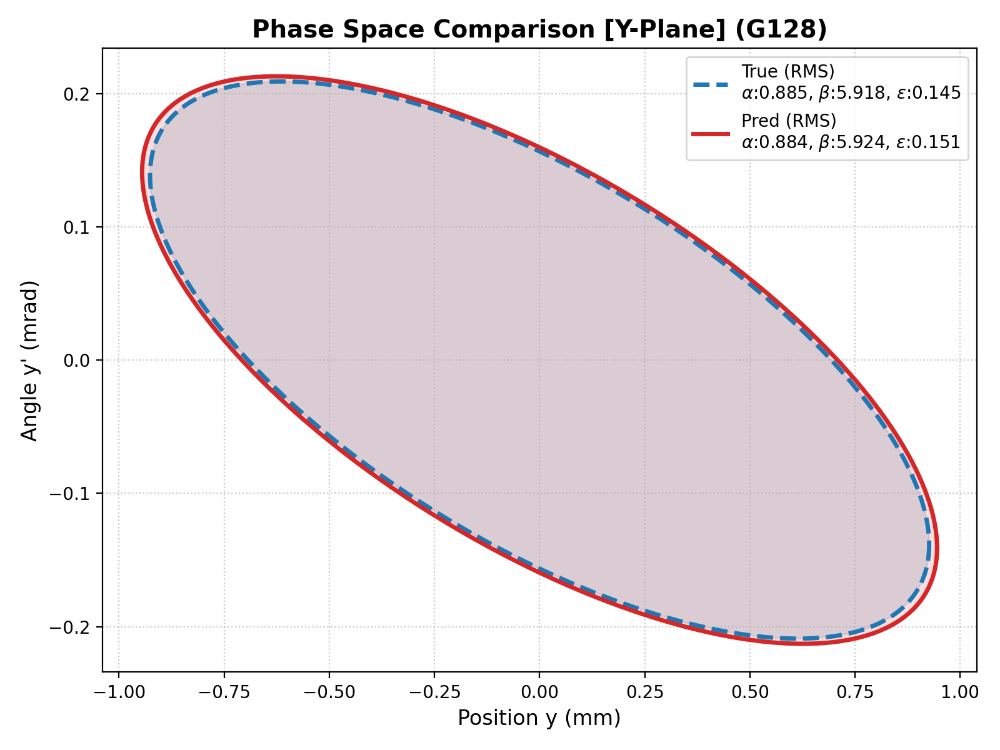 Phase Space Comparison [Y-Plane] (G128)
True (RMS)
α:0.885, β:5.918, ε:0.145
Pred (RMS)
α:0.884, β:5.924, ε:0.151
0.2
0.1
0.0
−0.1
−0.2
Angle y' (mrad)
−1.00 −0.75 −0.50 −0.25 0.00 0.25 0.50 0.75 1.00
Position y (mm)